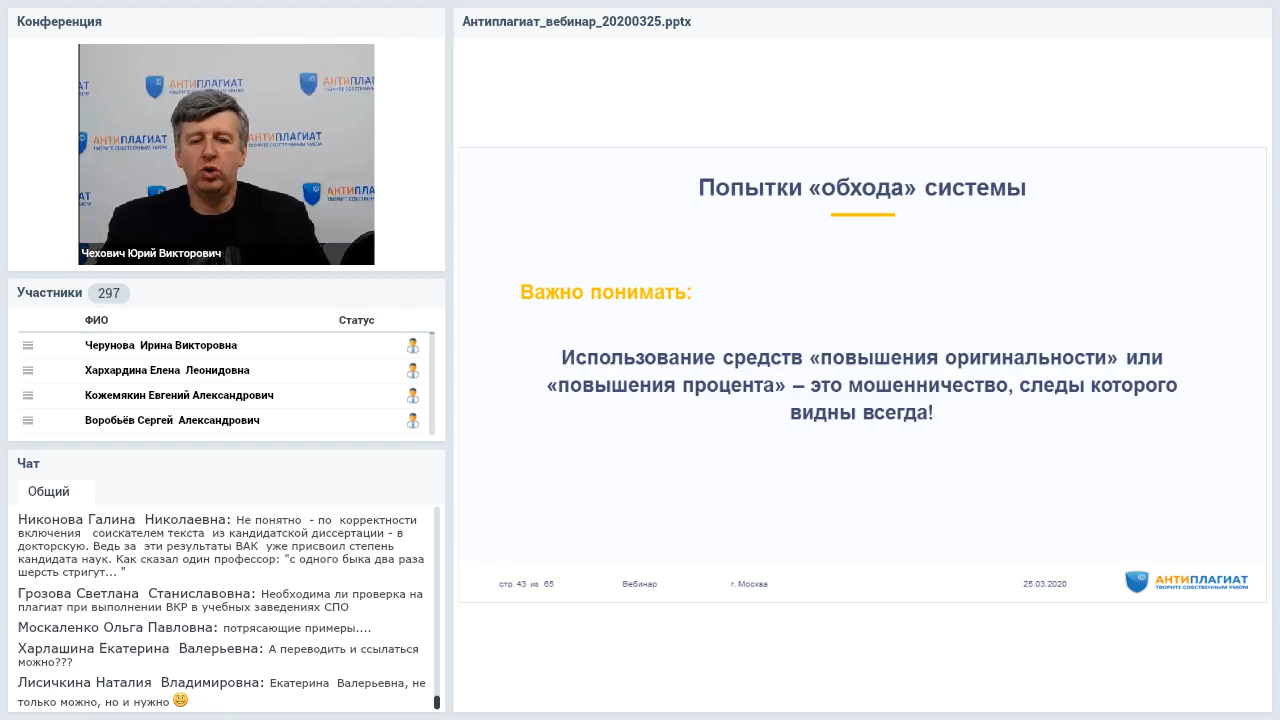 Конференция
АНТИПЛАГИАТ
АНТИПЛАГИАТ
АНТИПЛАГИАТ
ТВОРИТЕ СОБСТВЕННЫМ УМОМ
Чехович Юрий Викторович
Участники 297
ФИО Статус
Черунова Ирина Викторовна
Хархардина Елена Леонидовна
Кожемякин Евгений Александрович
Воробьёв Сергей Александрович
Чат
Общий
Никонова Галина Николаевна: Не понятно - по корректности
включения соискателем текста из кандидатской диссертации - в
докторскую. Ведь за эти результаты ВАК уже присвоил степень
кандидата наук. Как сказал один профессор: "с одного быка два раза
шерсть стригут... "
Грозова Светлана Станиславовна: Необходима ли проверка на
плагиат при выполнении ВКР в учебных заведениях СПО
Москаленко Ольга Павловна: потрясающие примеры....
Харлашина Екатерина Валерьевна: А переводить и ссылаться
можно???
Лисичкина Наталия Владимировна: Екатерина Валерьевна, не
только можно, но и нужно
Антиплагиат_вебинар_20200325.pptx
Попытки «обхода» системы
Важно понимать:
Использование средств «повышения оригинальности» или
«повышения процента» – это мошенничество, следы которого
видны всегда!
стр. 43 из 65 Вебинар г. Москва 25.03.2020
АНТИПЛАГИАТ
ТВОРИТЕ СОБСТВЕННЫМ УМОМ